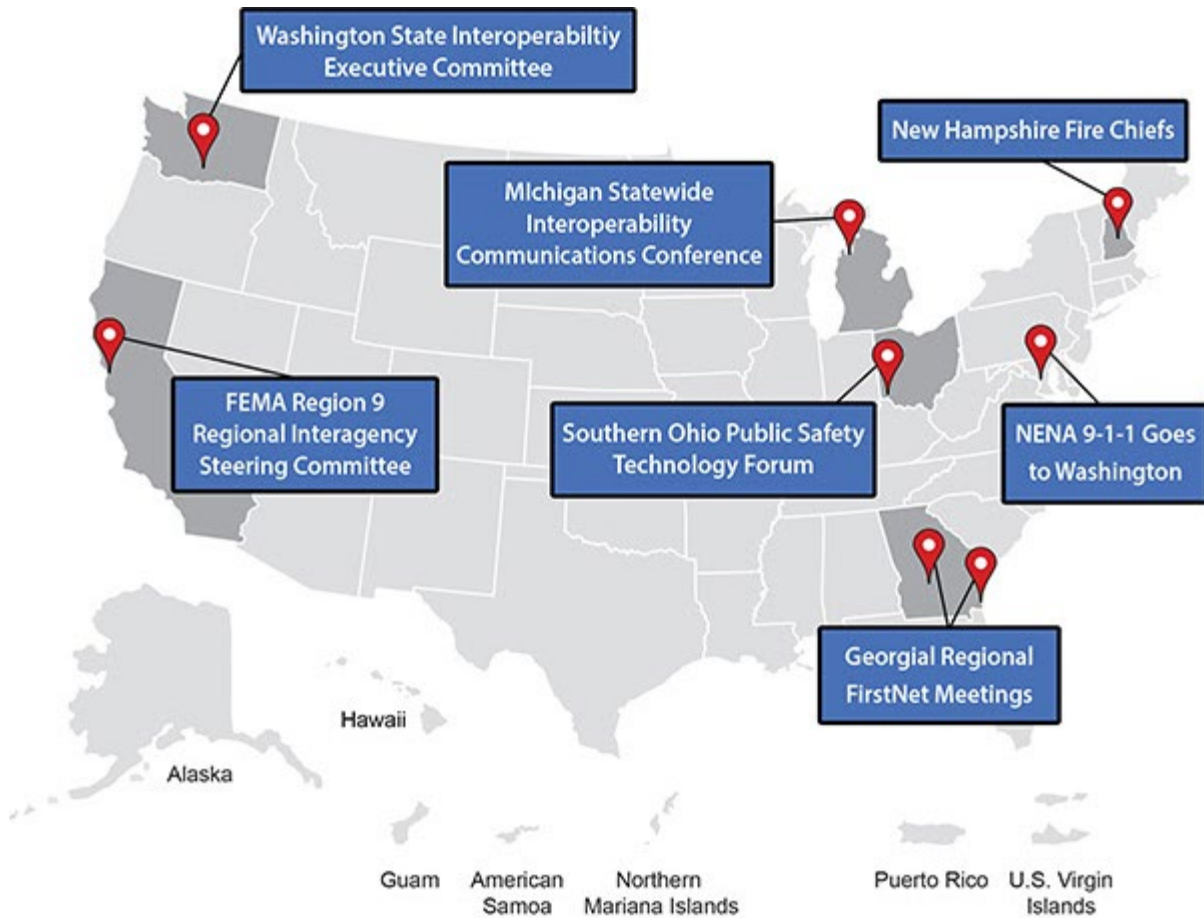 Washington State Interoperabiltiy
Executive Committee
New Hampshire Fire Chiefs
MIchigan Statewide
Interoperability
Communications Conference
FEMA Region 9
Regional Interagency
Steering Committee
Southern Ohio Public Safety
Technology Forum
NENA 9-1-1 Goes
to Washington
Georgial Regional
FirstNet Meetings
Hawaii
Alaska
Guam
American
Samoa
Northern
Mariana Islands
Puerto Rico
U.S. Virgin
Islands